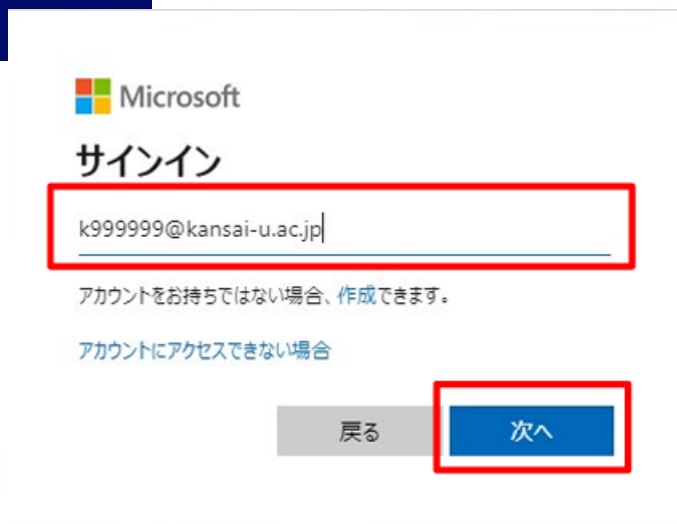 Microsoft
サインイン
k999999@kansai-u.ac.jp
アカウントをお持ちではない場合、作成できます。
アカウントにアクセスできない場合
戻る
次へ